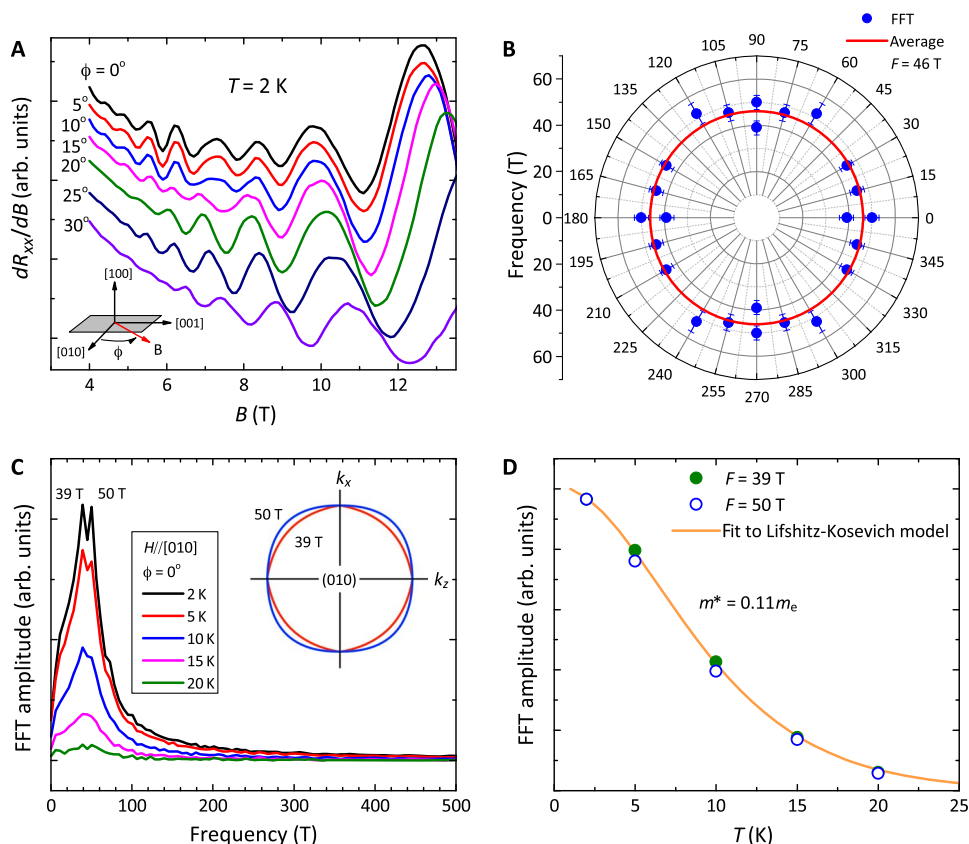 A
ϕ = 0°
5°
10°
15°
20°
25°
30°
T = 2 K
dRxx/dB (arb. units)
[100]
[001]
[010]
ϕ
B
4 6 8 10 12
B (T)
B
FFT
Average
F = 46 T
Frequency (T)
60
40
20
0
20
40
60
90
75
60
45
30
15
0
345
330
315
300
285
270
255
240
225
210
195
180
165
150
135
120
105
C
39 T 50 T
FFT amplitude (arb. units)
H//[010]
ϕ = 0°
2 K
5 K
10 K
15 K
20 K
kx
50 T
39 T
(010)
kz
0 100 200 300 400 500
Frequency (T)
D
F = 39 T
F = 50 T
Fit to Lifshitz-Kosevich model
m* = 0.11me
FFT amplitude (arb. units)
0 5 10 15 20 25
T (K)